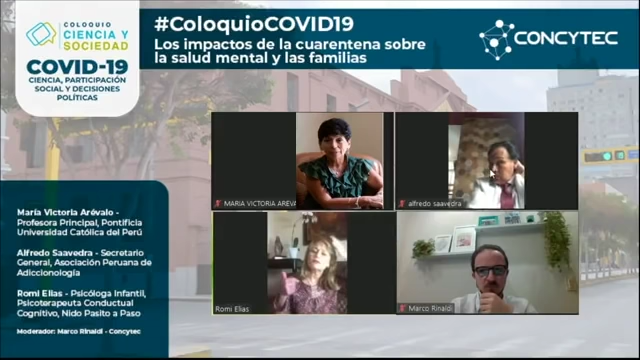 COLOQUIO
CIENCIA Y
SOCIEDAD
COVID-19
CIENCIA, PARTICIPACIÓN
SOCIAL Y DECISIONES
POLÍTICAS
#ColoquioCOVID19
Los impactos de la cuarentena sobre
la salud mental y las familias
CONCYTEC
MARIA VICTORIA ARÉVA
alfredo saavedra
Romi Elias
Marco Rinaldi
María Victoria Arévalo -
Profesora Principal, Pontificia
Universidad Católica del Perú
Alfredo Saavedra - Secretario
General, Asociación Peruana de
Adiccionología
Romi Elias - Psicóloga Infantil,
Psicoterapeuta Conductual
Cognitivo, Nido Pasito a Paso
Moderador: Marco Rinaldi - Concytec